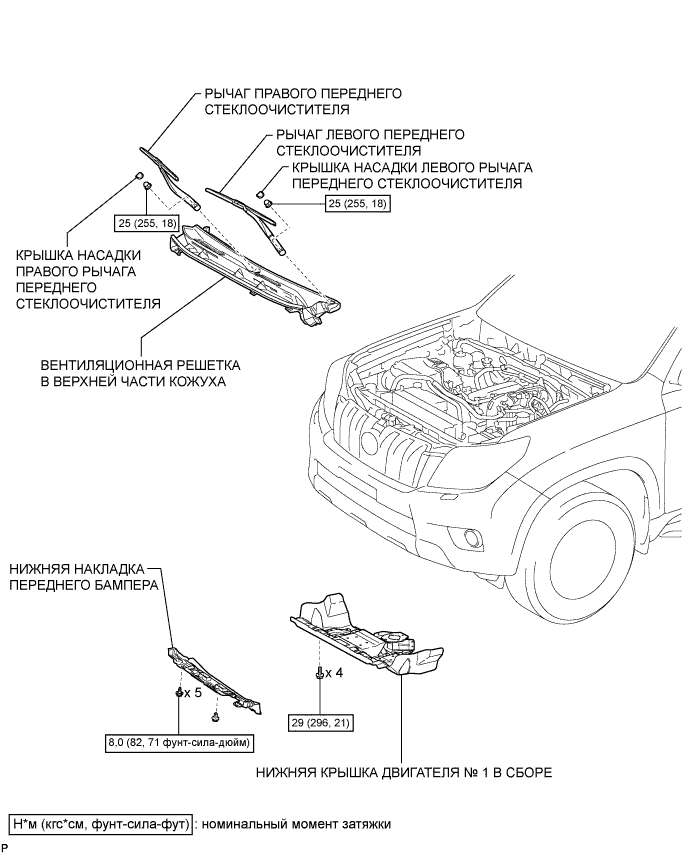 РЫЧАГ ПРАВОГО ПЕРЕДНЕГО
СТЕКЛООЧИСТИТЕЛЯ
РЫЧАГ ЛЕВОГО ПЕРЕДНЕГО
СТЕКЛООЧИСТИТЕЛЯ
КРЫШКА НАСАДКИ ЛЕВОГО РЫЧАГА
ПЕРЕДНЕГО СТЕКЛООЧИСТИТЕЛЯ
25 (255, 18)
25 (255, 18)
КРЫШКА НАСАДКИ
ПРАВОГО РЫЧАГА
ПЕРЕДНЕГО
СТЕКЛООЧИСТИТЕЛЯ
ВЕНТИЛЯЦИОННАЯ РЕШЕТКА
В ВЕРХНЕЙ ЧАСТИ КОЖУХА
НИЖНЯЯ НАКЛАДКА
ПЕРЕДНЕГО БАМПЕРА
x 4
x 5
29 (296, 21)
8,0 (82, 71 фунт-сила-дюйм)
НИЖНЯЯ КРЫШКА ДВИГАТЕЛЯ № 1 В СБОРЕ
Н*м (кгс*см, фунт-сила-фут) : номинальный момент затяжки
P